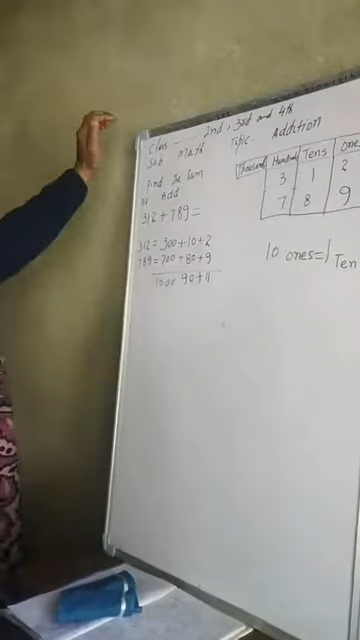 Class 2nd, 3rd and 4th
Sub Math Topic Addition
Find the Sum
or Add
312 + 789 =
312 = 300 + 10 + 2
789 = 700 + 80 + 9
1000 90 + 11
Thousand Hundred Tens One
3 1 2
7 8 9
10 ones = 1 Ten